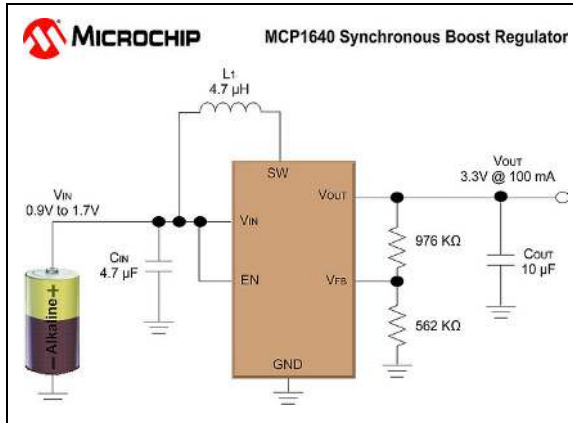 MICROCHIP
MCP1640 Synchronous Boost Regulator
L1
4.7 µH
SW
VIN
0.9V to 1.7V
VIN
VOUT
VOUT
3.3V @ 100 mA
CIN
4.7 µF
EN
VFB
976 KΩ
COUT
10 µF
562 KΩ
GND
– Alkaline +